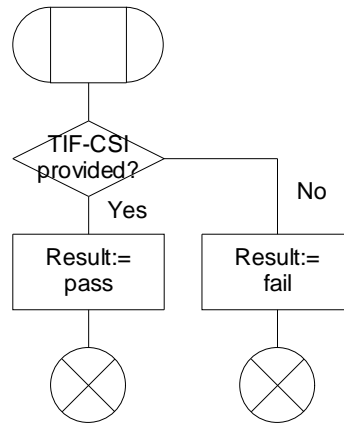 TIF-CSI
provided?
Yes
No
Result:=
pass
Result:=
fail